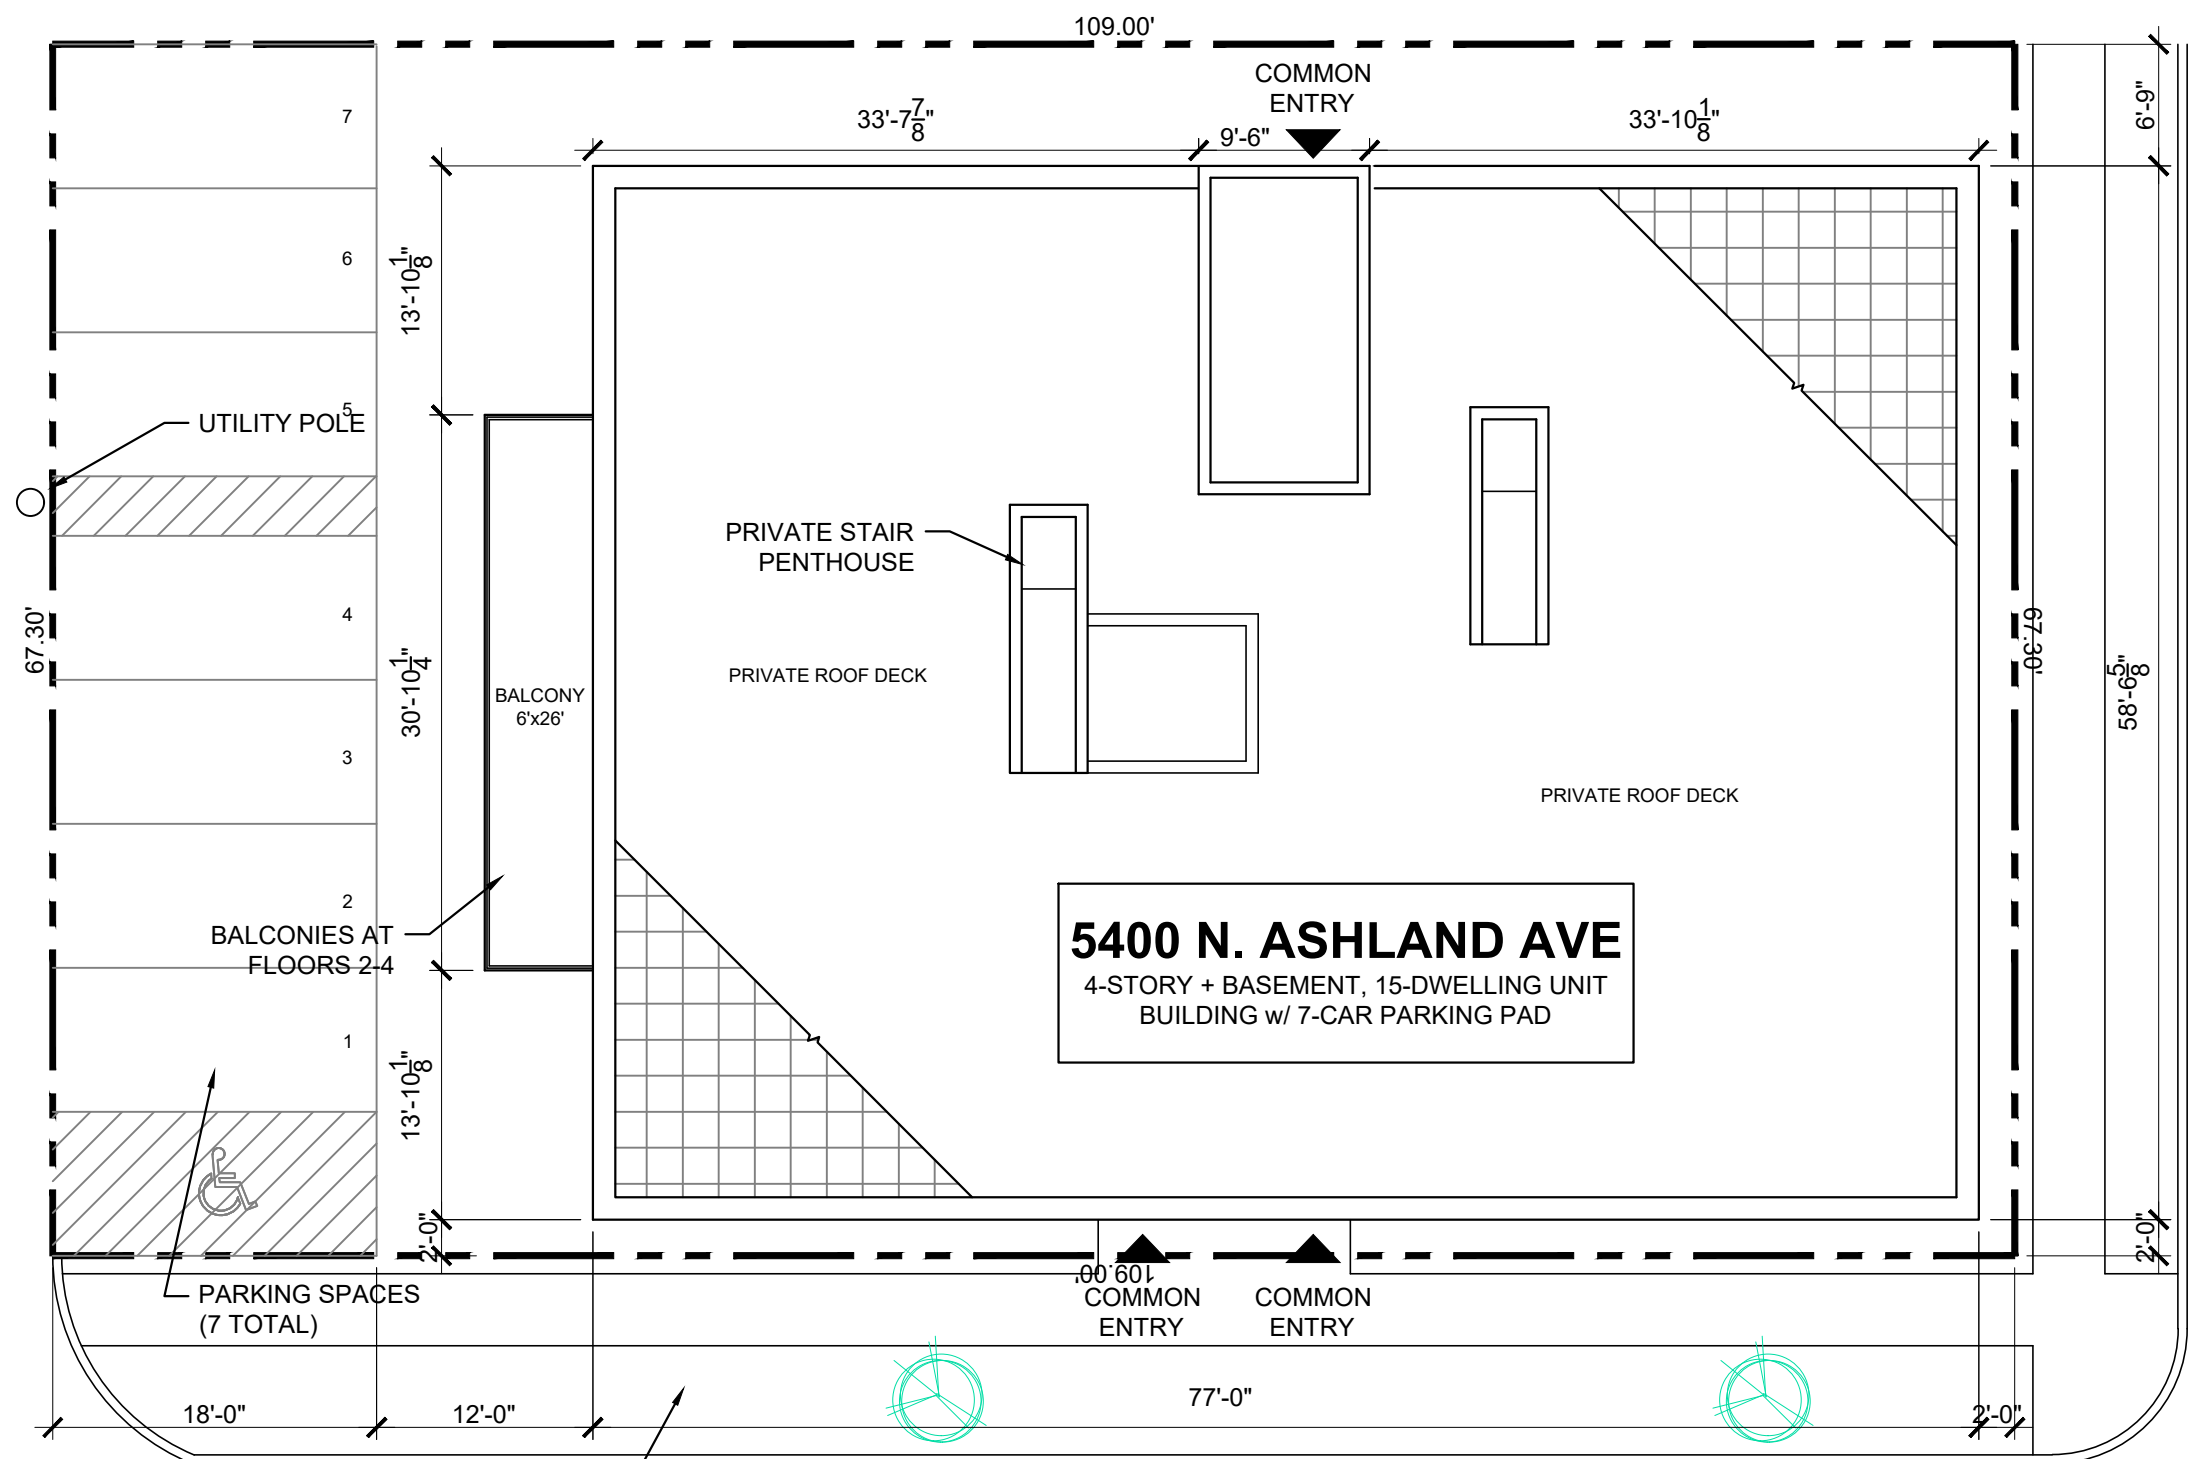 109.00'
COMMON
ENTRY
33'-7 7/8"
9'-6"
33'-10 1/8"
6'-9"
7
6
13'-10 1/8"
5
UTILITY POLE
PRIVATE STAIR
PENTHOUSE
4
67.30'
67.30'
30'-10 1/4"
58'-6 5/8"
PRIVATE ROOF DECK
BALCONY
6'x26'
3
PRIVATE ROOF DECK
2
BALCONIES AT
FLOORS 2-4
5400 N. ASHLAND AVE
4-STORY + BASEMENT, 15-DWELLING UNIT
BUILDING w/ 7-CAR PARKING PAD
1
13'-10 1/8"
2'-0"
2'-0"
109.00'
PARKING SPACES
(7 TOTAL)
COMMON
ENTRY
COMMON
ENTRY
18'-0"
12'-0"
77'-0"
2'-0"